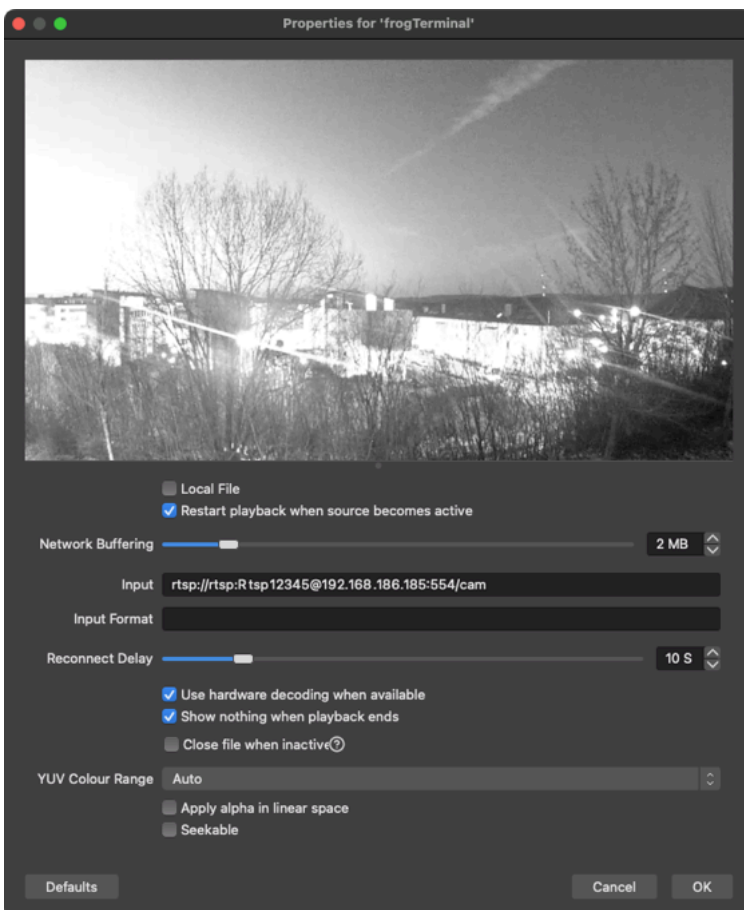 Properties for 'frogTerminal'
Local File
Restart playback when source becomes active
Network Buffering 2 MB
Input rtsp://rtsp:Rtsp12345@192.168.186.185:554/cam
Input Format
Reconnect Delay 10 S
Use hardware decoding when available
Show nothing when playback ends
Close file when inactive ?
YUV Colour Range Auto
Apply alpha in linear space
Seekable
Defaults Cancel OK